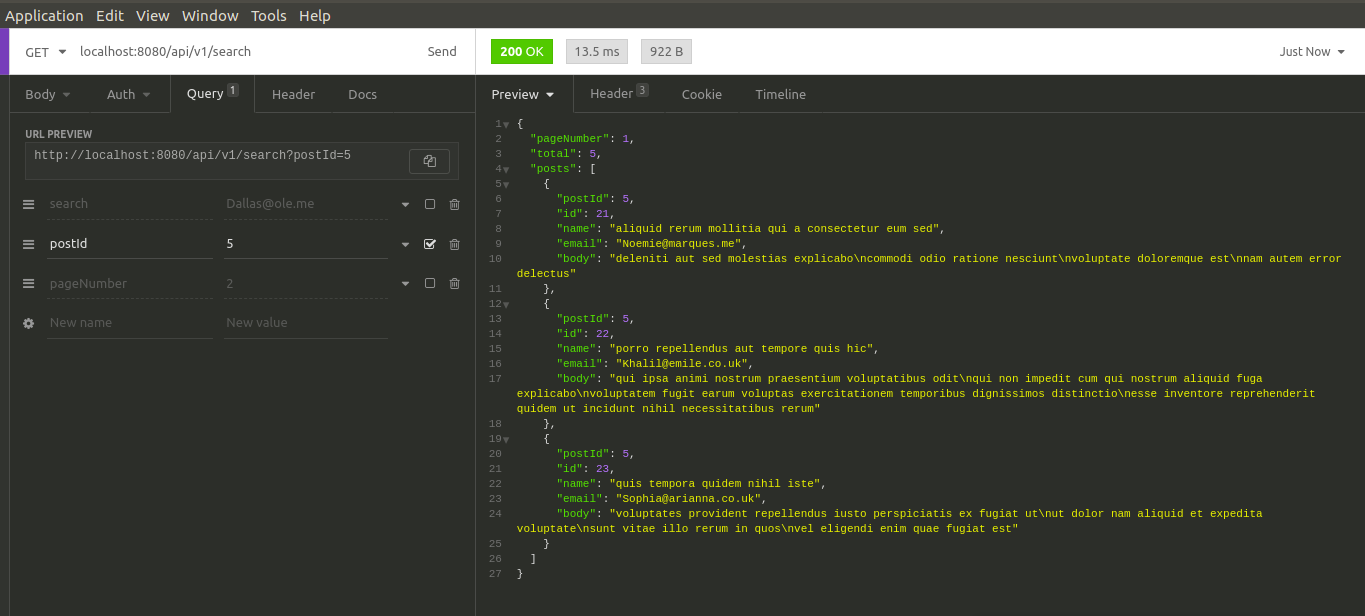 Application Edit View Window Tools Help
GET localhost:8080/api/v1/search Send
200 OK 13.5 ms 922 B Just Now
Body Auth Query 1 Header Docs
Preview Header 3 Cookie Timeline
URL PREVIEW
http://localhost:8080/api/v1/search?postId=5
search Dallas@ole.me
postId 5
pageNumber 2
New name New value
1 {
2 "pageNumber": 1,
3 "total": 5,
4 "posts": [
5 {
6 "postId": 5,
7 "id": 21,
8 "name": "aliquid rerum mollitia qui a consectetur eum sed",
9 "email": "Noemie@marques.me",
10 "body": "deleniti aut sed molestias explicabo\ncommodi odio ratione nesciunt\nvoluptate doloremque est\nnam autem error
delectus"
11 },
12 {
13 "postId": 5,
14 "id": 22,
15 "name": "porro repellendus aut tempore quis hic",
16 "email": "Khalil@emile.co.uk",
17 "body": "qui ipsa animi nostrum praesentium voluptatibus odit\nqui non impedit cum qui nostrum aliquid fuga
explicabo\nvoluptatem fugit earum voluptas exercitationem temporibus dignissimos distinctio\nesse inventore reprehenderit
quidem ut incidunt nihil necessitatibus rerum"
18 },
19 {
20 "postId": 5,
21 "id": 23,
22 "name": "quis tempora quidem nihil iste",
23 "email": "Sophia@arianna.co.uk",
24 "body": "voluptates provident repellendus iusto perspiciatis ex fugiat ut\nut dolor nam aliquid et expedita
voluptate\nsunt vitae illo rerum in quos\nvel eligendi enim quae fugiat est"
25 }
26 ]
27 }